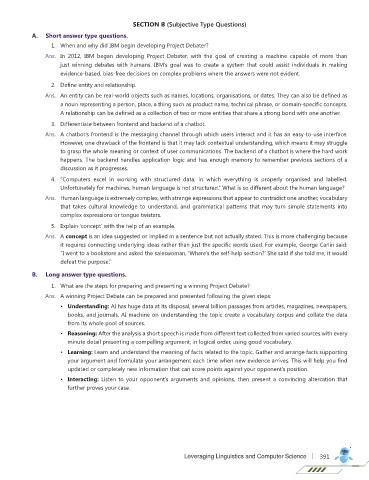 SECTION B (Subjective Type Questions)
A. Short answer type questions.
1. When and why did IBM begin developing Project Debater?
Ans. In 2012, IBM began developing Project Debater, with the goal of creating a machine capable of more than
just winning debates with humans. IBM's goal was to create a system that could assist individuals in making
evidence-based, bias-free decisions on complex problems where the answers were not evident.
2. Define entity and relationship.
Ans. An entity can be real-world objects such as names, locations, organisations, or dates. They can also be defined as
a noun representing a person, place, a thing such as product name, technical phrase, or domain-specific concepts.
A relationship can be defined as a collection of two or more entities that share a strong bond with one another.
3. Differentiate between frontend and backend of a chatbot.
Ans. A chatbot's frontend is the messaging channel through which users interact and it has an easy-to-use interface.
However, one drawback of the frontend is that it may lack contextual understanding, which means it may struggle
to grasp the whole meaning or context of user communications. The backend of a chatbot is where the hard work
happens. The backend handles application logic and has enough memory to remember previous sections of a
discussion as it progresses.
4. "Computers excel in working with structured data, in which everything is properly organised and labelled.
Unfortunately for machines, human language is not structured." What is so different about the human language?
Ans. Human language is extremely complex, with strange expressions that appear to contradict one another, vocabulary
that takes cultural knowledge to understand, and grammatical patterns that may turn simple statements into
complex expressions or tongue twisters.
5. Explain 'concept' with the help of an example.
Ans. A concept is an idea suggested or implied in a sentence but not actually stated. This is more challenging because
it requires connecting underlying ideas rather than just the specific words used. For example, George Carlin said:
"I went to a bookstore and asked the saleswoman, "Where's the self-help section?" She said if she told me, it would
defeat the purpose."
B. Long answer type questions.
1. What are the steps for preparing and presenting a winning Project Debate?
Ans. A winning Project Debate can be prepared and presented following the given steps:
• Understanding: AI has huge data at its disposal, several billion passages from articles, magazines, newspapers,
books, and journals. AI machine on understanding the topic create a vocabulary corpus and collate the data
from its whole pool of sources.
• Reasoning: After the analysis a short speech is made from different text collected from varied sources with every
minute detail presenting a compelling argument, in logical order, using good vocabulary.
• Learning: Learn and understand the meaning of facts related to the topic. Gather and arrange facts supporting
your argument and formulate your arrangement each time when new evidence arrives. This will help you find
updated or completely new information that can score points against your opponent's position.
• Interacting: Listen to your opponent's arguments and opinions, then present a convincing altercation that
further proves your case.
Leveraging Linguistics and Computer Science | 391